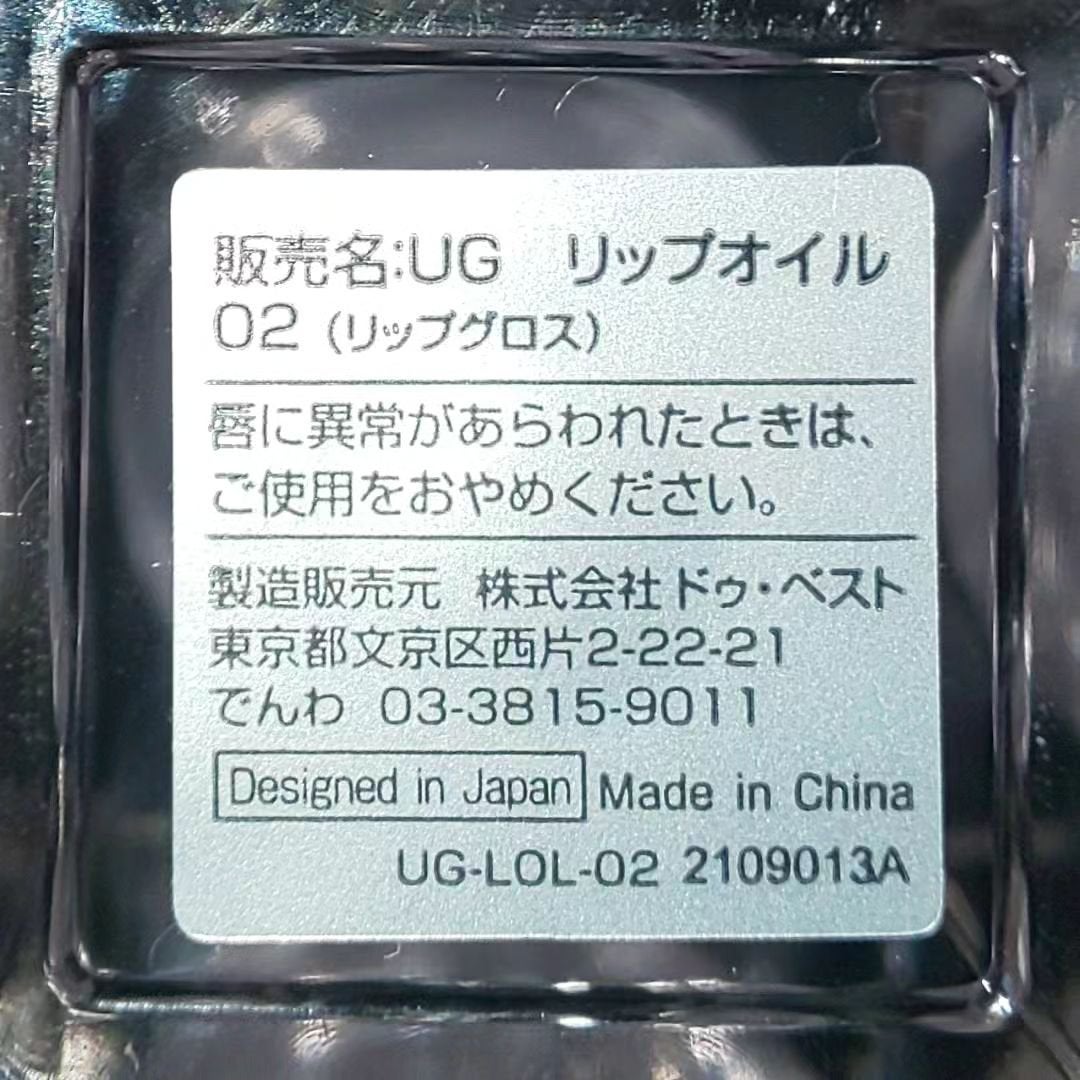 販売名:UG リップオイル
02 (リップグロス)
唇に異常があらわれたときは、
ご使用をおやめください。
製造販売元 株式会社ドゥ・ベスト
東京都文京区西片2-22-21
でんわ 03-3815-9011
Designed in Japan Made in China
UG-LOL-02 2109013A